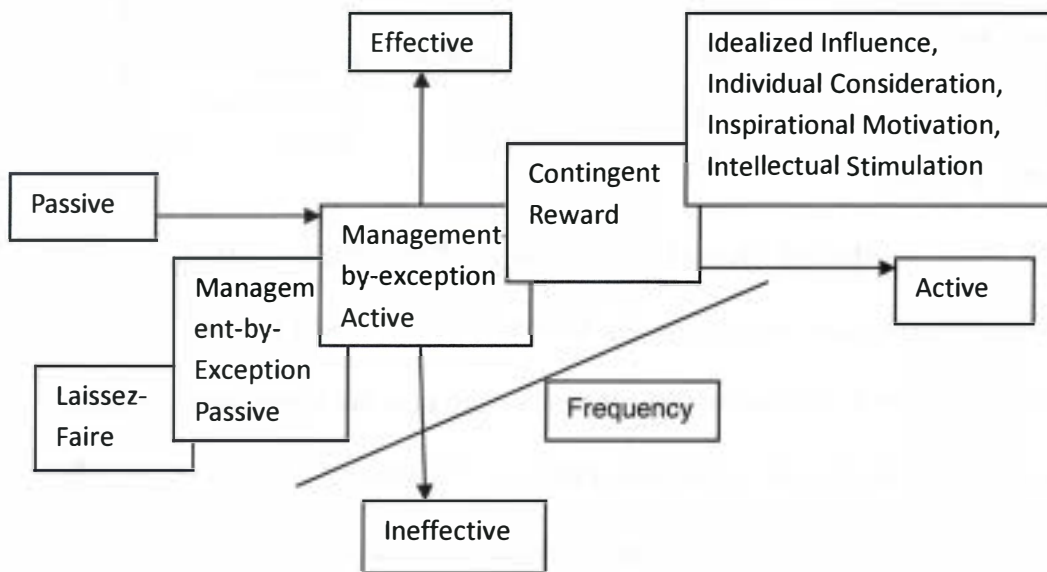 Effective
Idealized Influence,
Individual Consideration,
Inspirational Motivation,
Intellectual Stimulation
Contingent
Reward
Passive
Management-
by-exception
Active
Managem
ent-by-
Exception
Passive
Active
Laissez-
Faire
Frequency
Ineffective